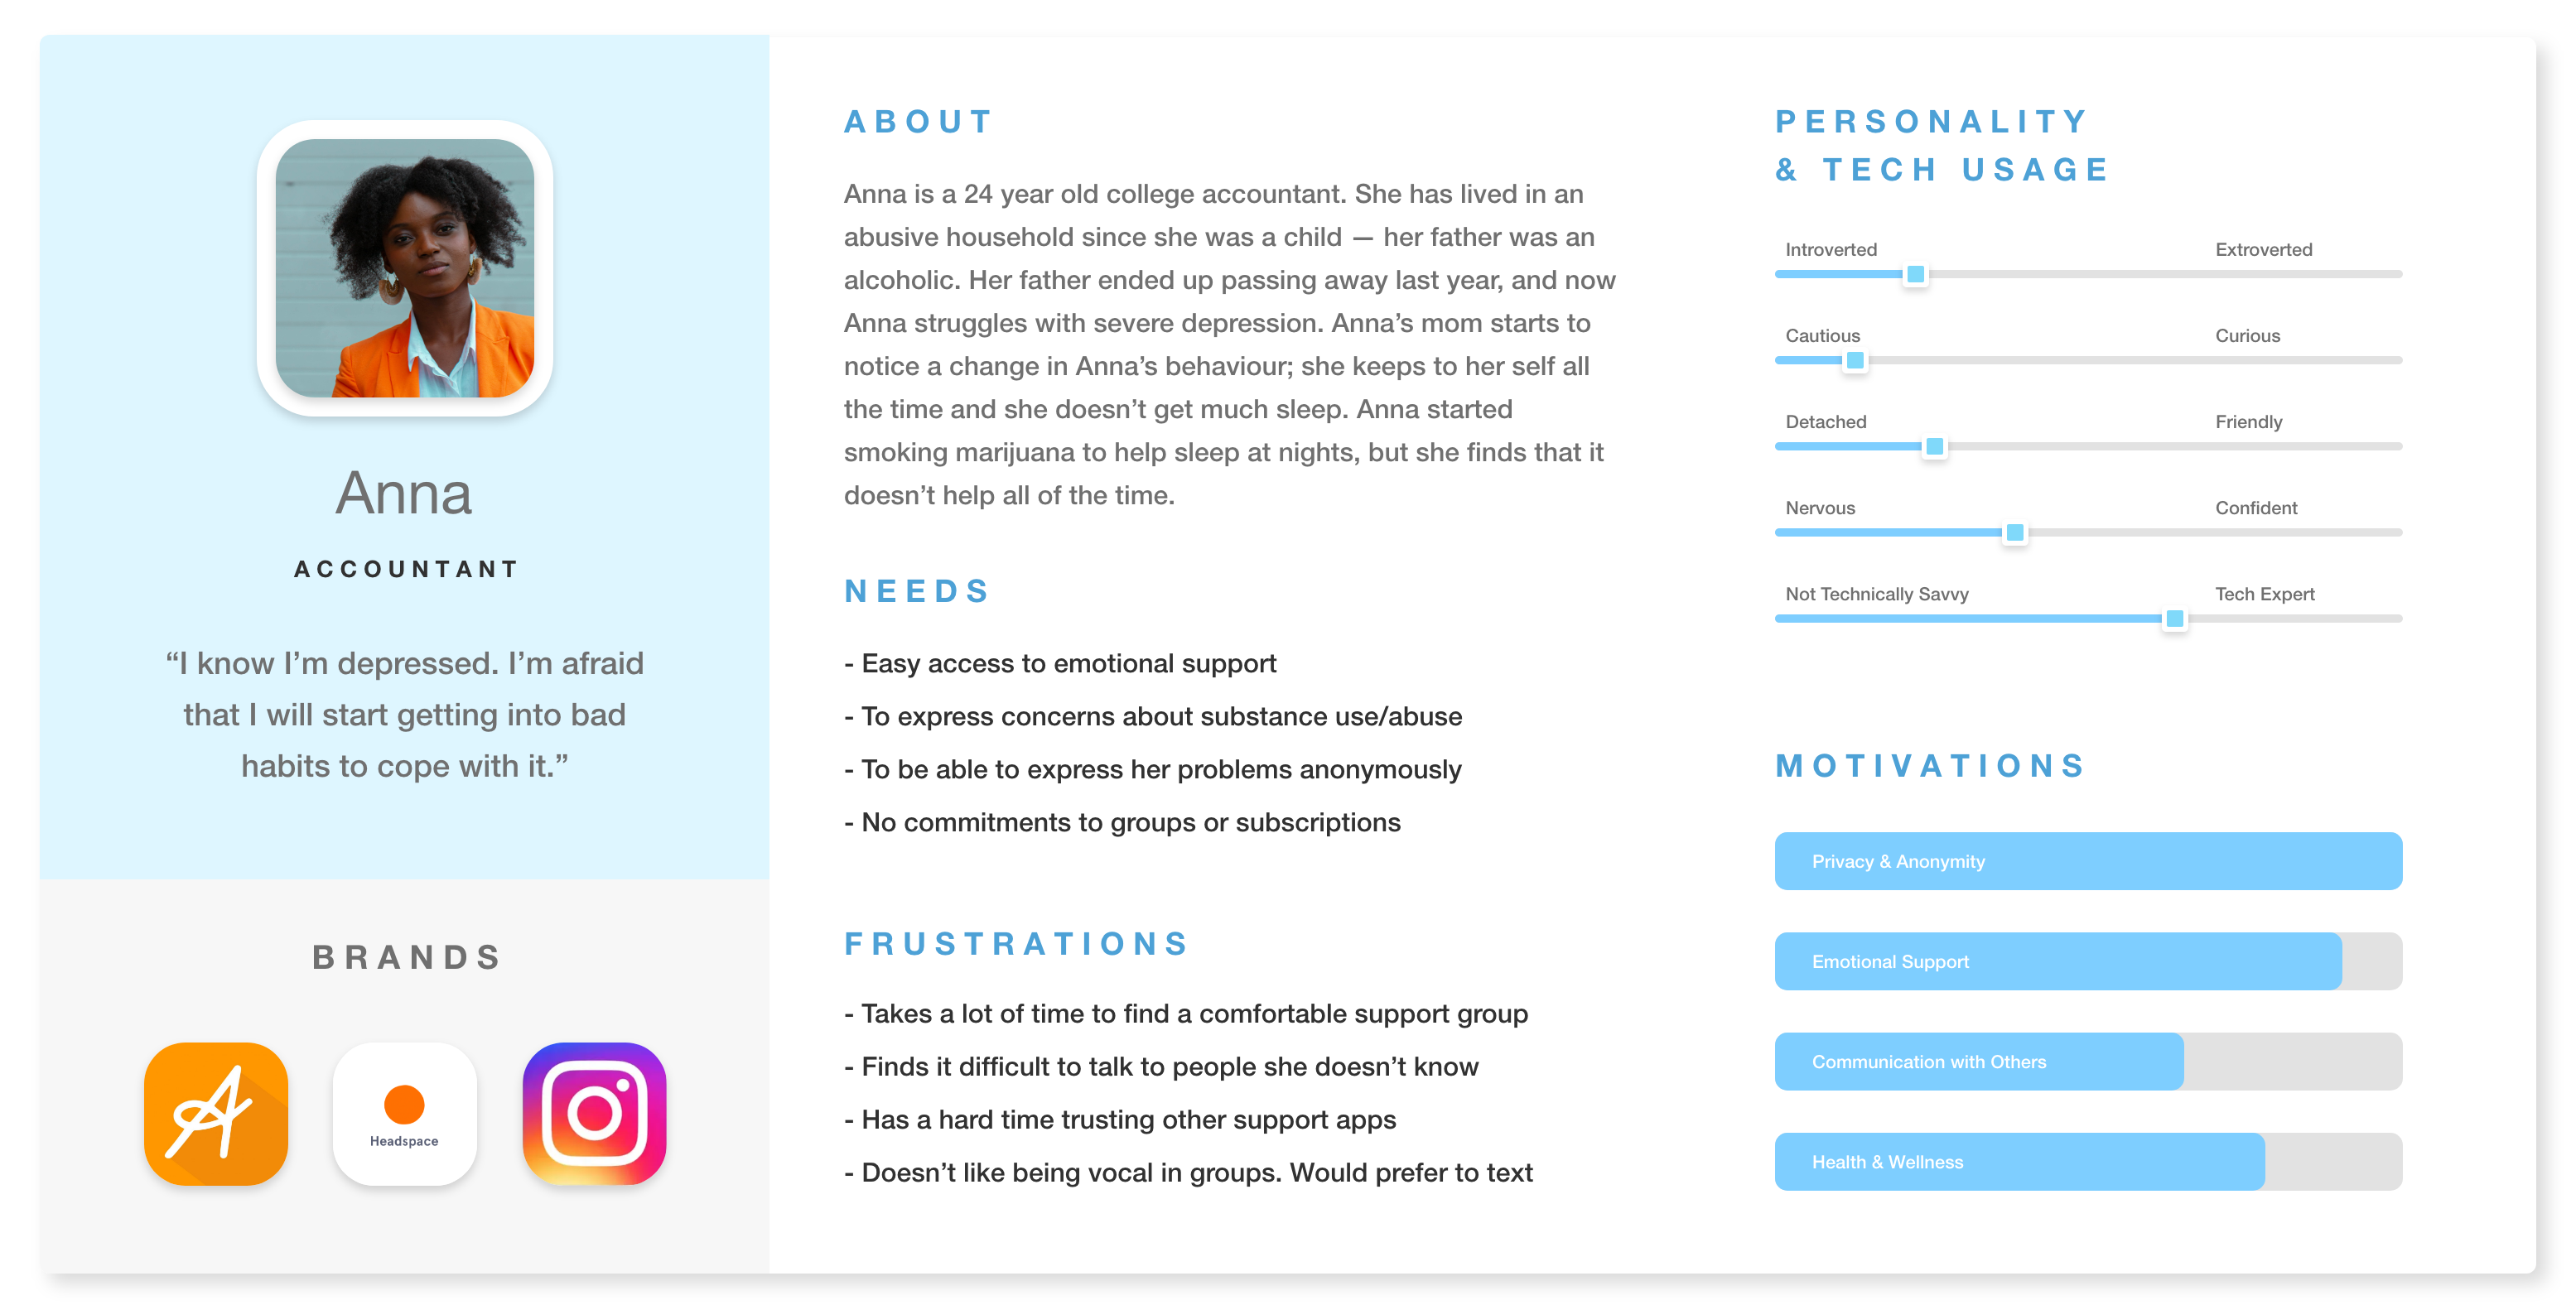 Anna
ACCOUNTANT
“I know I’m depressed. I’m afraid
that I will start getting into bad
habits to cope with it.”
BRANDS
A
Headspace
ABOUT
Anna is a 24 year old college accountant. She has lived in an
abusive household since she was a child — her father was an
alcoholic. Her father ended up passing away last year, and now
Anna struggles with severe depression. Anna’s mom starts to
notice a change in Anna’s behaviour; she keeps to her self all
the time and she doesn’t get much sleep. Anna started
smoking marijuana to help sleep at nights, but she finds that it
doesn’t help all of the time.
NEEDS
- Easy access to emotional support
- To express concerns about substance use/abuse
- To be able to express her problems anonymously
- No commitments to groups or subscriptions
FRUSTRATIONS
- Takes a lot of time to find a comfortable support group
- Finds it difficult to talk to people she doesn’t know
- Has a hard time trusting other support apps
- Doesn’t like being vocal in groups. Would prefer to text
PERSONALITY
& TECH USAGE
Introverted Extroverted
Cautious Curious
Detached Friendly
Nervous Confident
Not Technically Savvy Tech Expert
MOTIVATIONS
Privacy & Anonymity
Emotional Support
Communication with Others
Health & Wellness